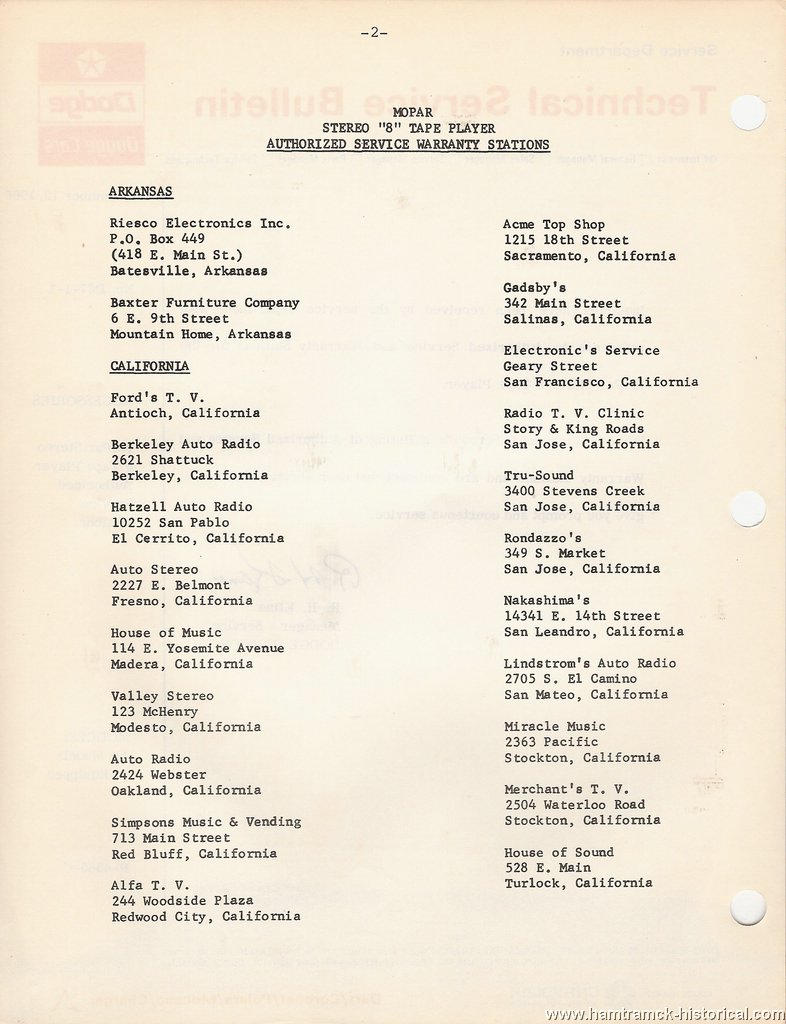 -2-
MOPAR
STEREO "8" TAPE PLAYER
AUTHORIZED SERVICE WARRANTY STATIONS
ARKANSAS
Riesco Electronics Inc.
P.O. Box 449
(418 E. Main St.)
Batesville, Arkansas
Baxter Furniture Company
6 E. 9th Street
Mountain Home, Arkansas
CALIFORNIA
Ford's T. V.
Antioch, California
Berkeley Auto Radio
2621 Shattuck
Berkeley, California
Hatzell Auto Radio
10252 San Pablo
El Cerrito, California
Auto Stereo
2227 E. Belmont
Fresno, California
House of Music
114 E. Yosemite Avenue
Madera, California
Valley Stereo
123 McHenry
Modesto, California
Auto Radio
2424 Webster
Oakland, California
Simpsons Music & Vending
713 Main Street
Red Bluff, California
Alfa T. V.
244 Woodside Plaza
Redwood City, California
Acme Top Shop
1215 18th Street
Sacramento, California
Gadsby's
342 Main Street
Salinas, California
Electronic's Service
Geary Street
San Francisco, California
Radio T. V. Clinic
Story & King Roads
San Jose, California
Tru-Sound
3400 Stevens Creek
San Jose, California
Rondazzo's
349 S. Market
San Jose, California
Nakashima's
14341 E. 14th Street
San Leandro, California
Lindstrom's Auto Radio
2705 S. El Camino
San Mateo, California
Miracle Music
2363 Pacific
Stockton, California
Merchant's T. V.
2504 Waterloo Road
Stockton, California
House of Sound
528 E. Main
Turlock, California
www.hamtramck-historical.com